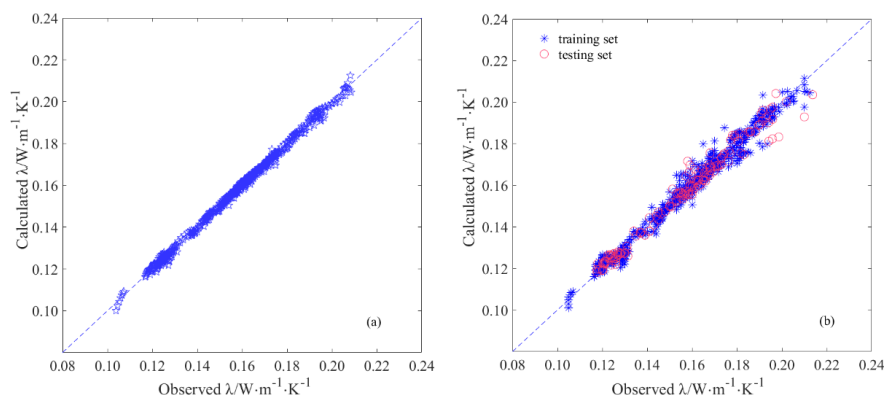 0.24
0.22
0.20
0.18
0.16
0.14
0.12
0.10
Calculated λ/W·m⁻¹·K⁻¹
(a)
0.08 0.10 0.12 0.14 0.16 0.18 0.20 0.22 0.24
Observed λ/W·m⁻¹·K⁻¹
0.24
0.22
0.20
0.18
0.16
0.14
0.12
0.10
Calculated λ/W·m⁻¹·K⁻¹
training set
testing set
(b)
0.08 0.10 0.12 0.14 0.16 0.18 0.20 0.22 0.24
Observed λ/W·m⁻¹·K⁻¹